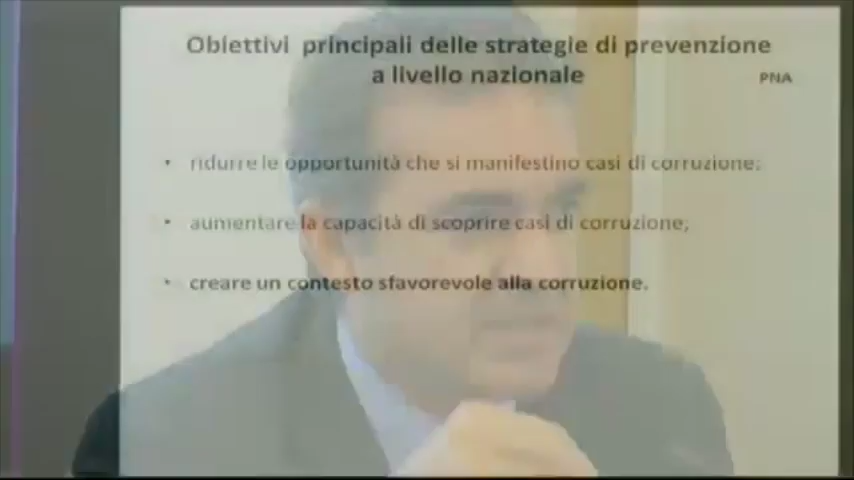 Obiettivi principali delle strategie di prevenzione
a livello nazionale PNA
• ridurre le opportunità che si manifestino casi di corruzione;
• aumentare la capacità di scoprire casi di corruzione;
• creare un contesto sfavorevole alla corruzione.